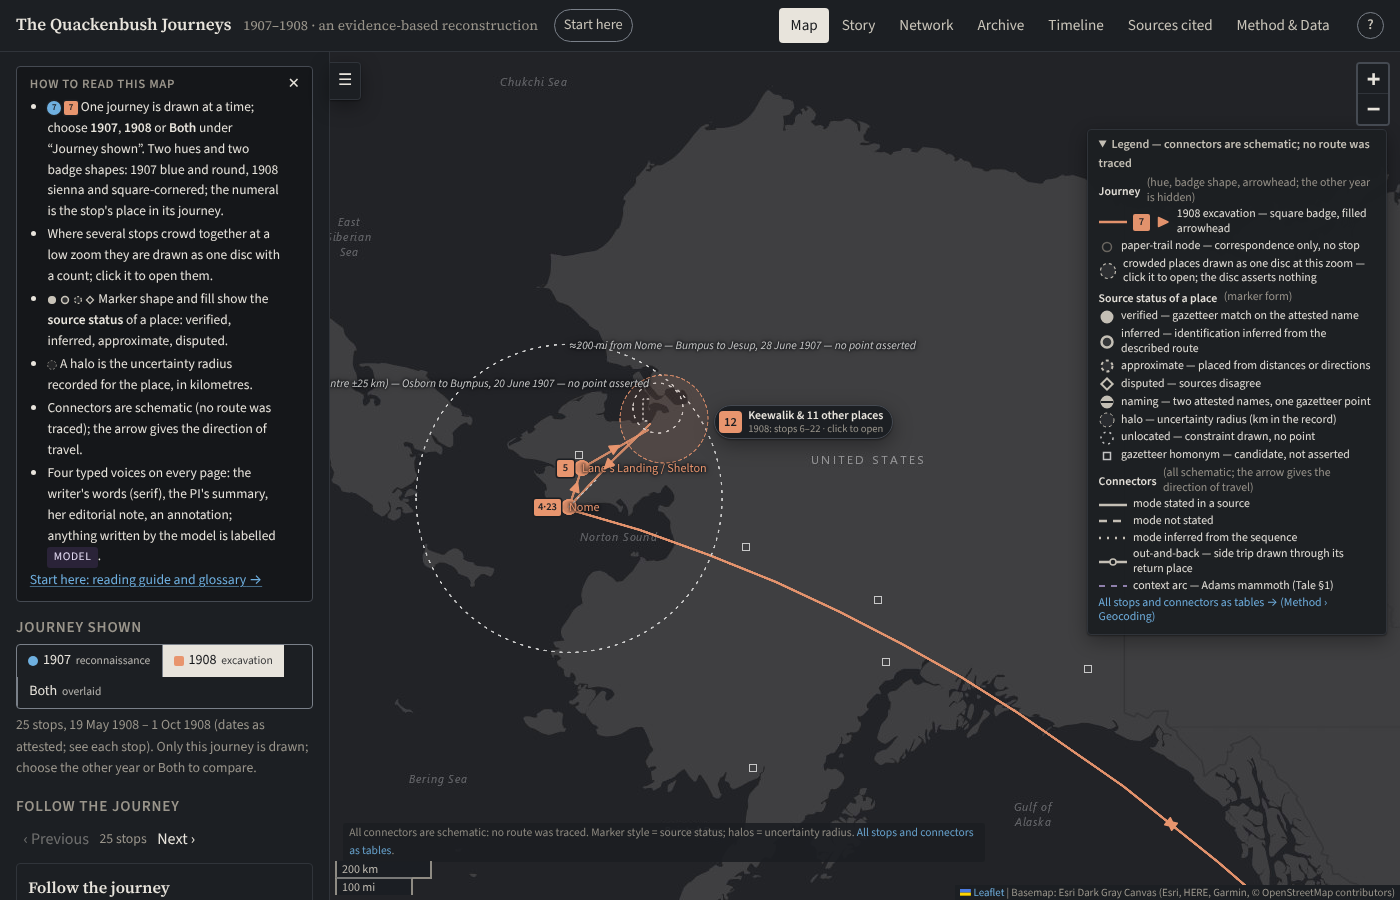 The Quackenbush Journeys 1907–1908 · an evidence-based reconstruction Start here
Map Story Network Archive Timeline Sources cited Method & Data ?
HOW TO READ THIS MAP ✕
7 7 One journey is drawn at a time;
choose 1907, 1908 or Both under
“Journey shown”. Two hues and two
badge shapes: 1907 blue and round, 1908
sienna and square-cornered; the numeral
is the stop's place in its journey.
Where several stops crowd together at a
low zoom they are drawn as one disc with
a count; click it to open them.
Marker shape and fill show the
source status of a place: verified,
inferred, approximate, disputed.
A halo is the uncertainty radius
recorded for the place, in kilometres.
Connectors are schematic (no route was
traced); the arrow gives the direction of
travel.
Four typed voices on every page: the
writer's words (serif), the PI's summary,
her editorial note, an annotation;
anything written by the model is labelled
MODEL .
Start here: reading guide and glossary →
JOURNEY SHOWN
1907 reconnaissance 1908 excavation
Both overlaid
25 stops, 19 May 1908 – 1 Oct 1908 (dates as
attested; see each stop). Only this journey is drawn;
choose the other year or Both to compare.
FOLLOW THE JOURNEY
‹ Previous 25 stops Next ›
Follow the journey
☰
Chukchi Sea
East
Siberian
Sea
≈200 mi from Nome — Bumpus to Jesup, 28 June 1907 — no point asserted
ntre ±25 km) — Osborn to Bumpus, 20 June 1907 — no point asserted
12 Keewalik & 11 other places
1908: stops 6–22 · click to open
UNITED STATES
5 Lane's Landing / Shelton
4·23 Nome
Norton Sound
Bering Sea
Gulf of
Alaska
+
−
▼ Legend — connectors are schematic; no route was
traced
Journey (hue, badge shape, arrowhead; the other year
is hidden)
7 1908 excavation — square badge, filled
arrowhead
paper-trail node — correspondence only, no stop
crowded places drawn as one disc at this zoom —
click it to open; the disc asserts nothing
Source status of a place (marker form)
verified — gazetteer match on the attested name
inferred — identification inferred from the
described route
approximate — placed from distances or directions
disputed — sources disagree
naming — two attested names, one gazetteer point
halo — uncertainty radius (km in the record)
unlocated — constraint drawn, no point
gazetteer homonym — candidate, not asserted
Connectors (all schematic; the arrow gives the
direction of travel)
mode stated in a source
mode not stated
mode inferred from the sequence
out-and-back — side trip drawn through its
return place
context arc — Adams mammoth (Tale §1)
All stops and connectors as tables → (Method ›
Geocoding)
All connectors are schematic: no route was traced. Marker style = source status; halos = uncertainty radius. All stops and connectors
as tables.
200 km
100 mi
Leaflet | Basemap: Esri Dark Gray Canvas (Esri, HERE, Garmin, © OpenStreetMap contributors)